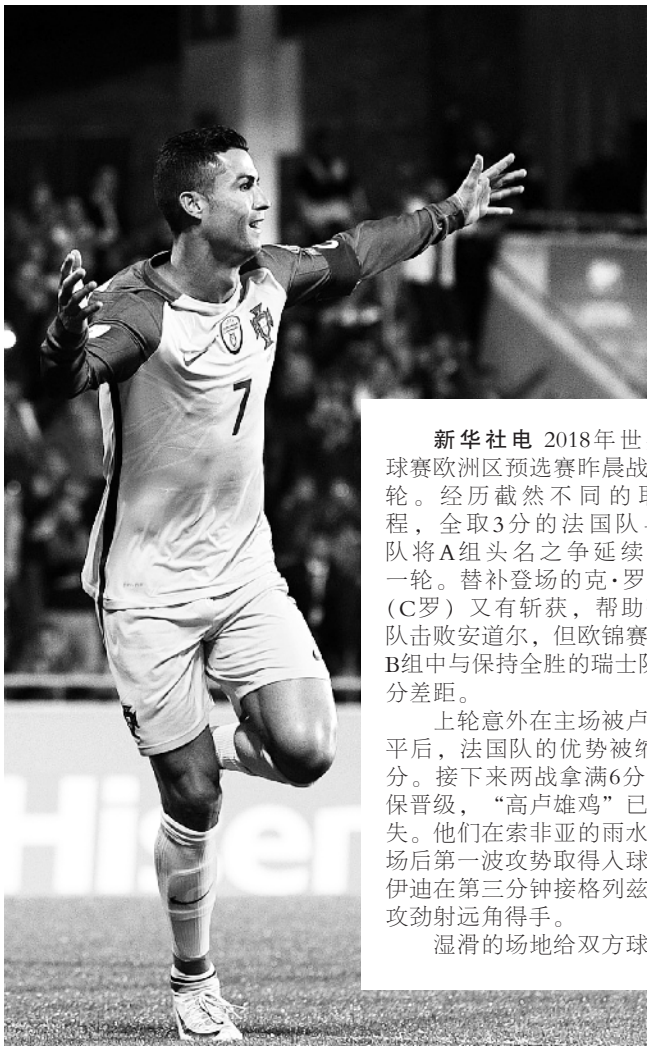 7
Hisen
新华社电 2018年世
球赛欧洲区预选赛昨晨战
轮。经历截然不同的
程，全取3分的法国队
队将A组头名之争延续
一轮。替补登场的克·罗
(C罗）又有斩获，帮助
队击败安道尔，但欧锦赛
B组中与保持全胜的瑞士队
分差距。
上轮意外在主场被卢
平后，法国队的优势被缩
分。接下来两战拿满6分
保晋级，“高卢雄鸡”已
失。他们在索非亚的雨水
场后第一波攻势取得入球
伊迪在第三分钟接格列兹
攻劲射远角得手。
湿滑的场地给双方球